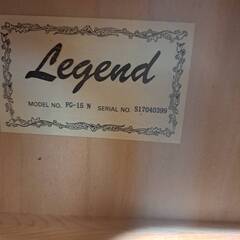 Legend
MODEL NO. FG-15 N SERIAL NO. S17040399